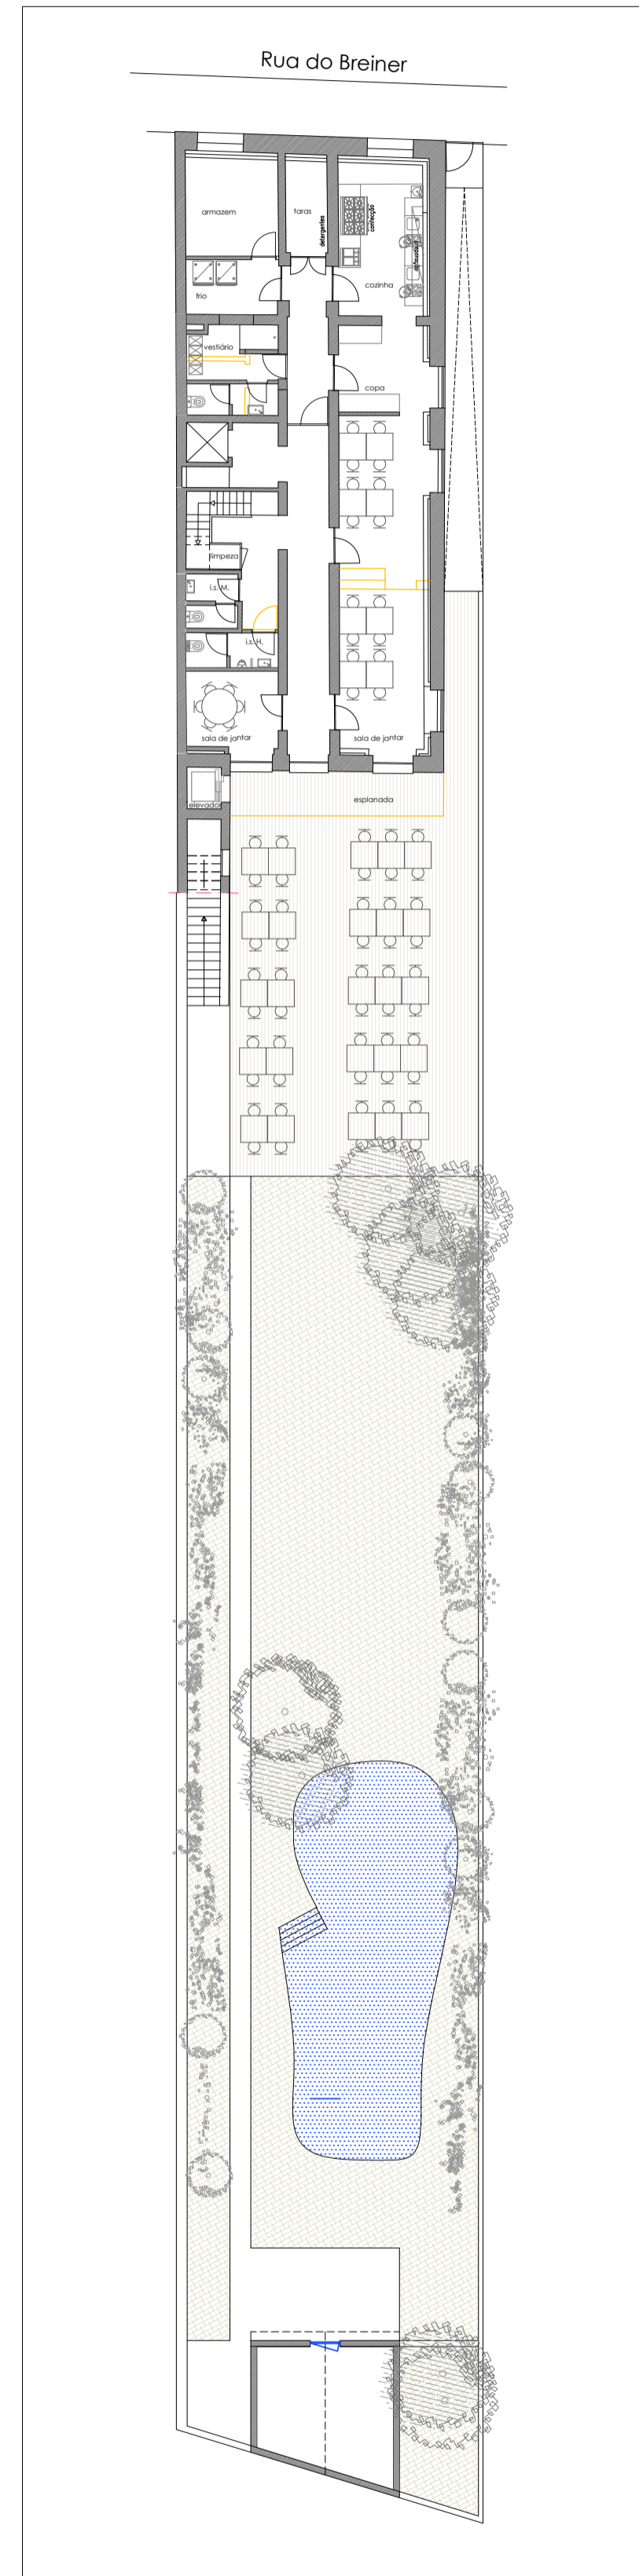 Rua do Breiner
armazem
taras
detergentes
confecção
preparação
cozinha
frio
vestiário
copa
limpeza
i.s. M.
i.s. H.
sala de jantar
sala de jantar
elevador
esplanada